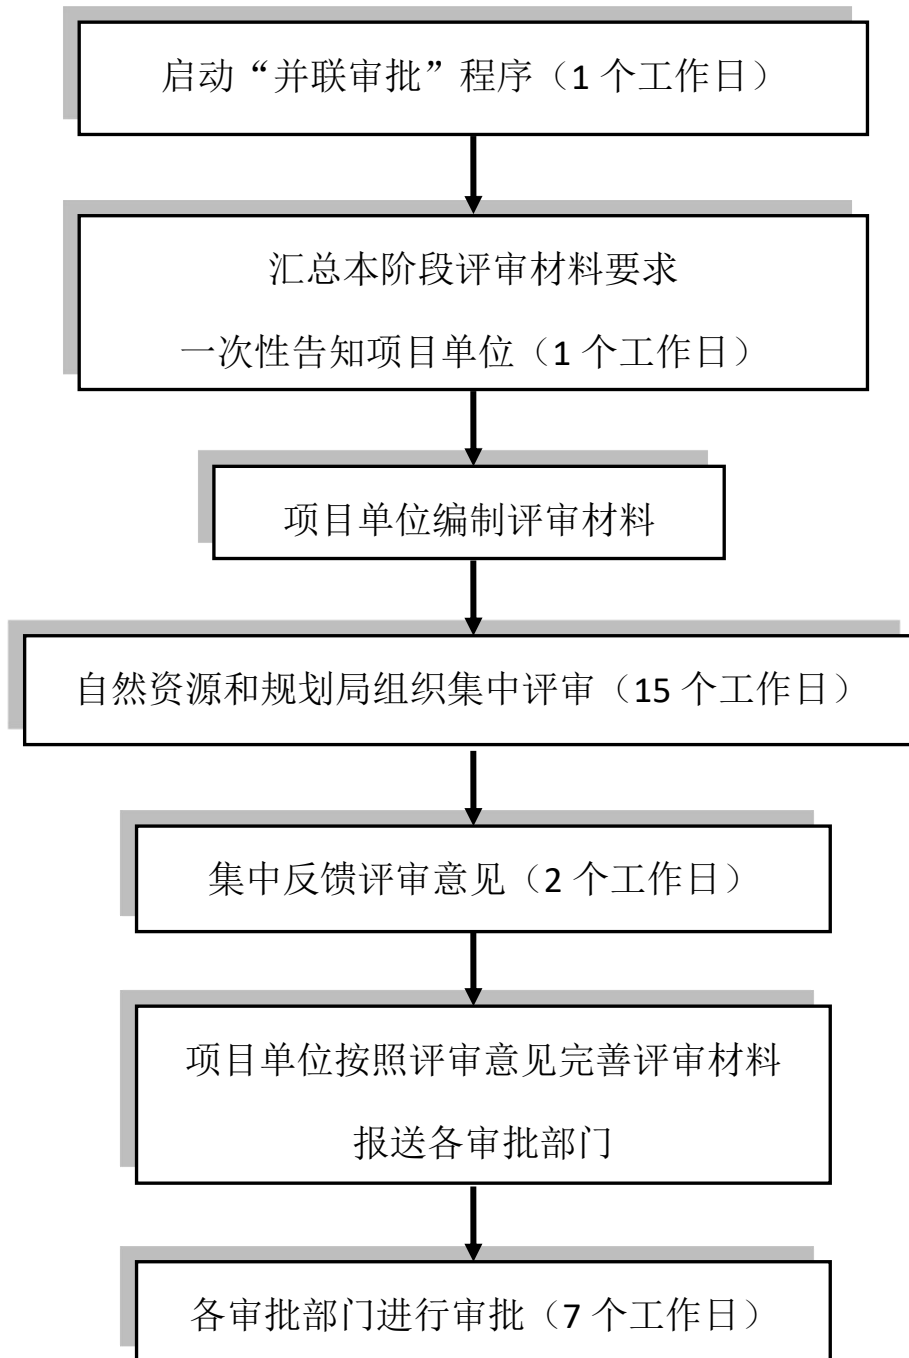 启动“并联审批”程序（1 个工作日）
汇总本阶段评审材料要求
一次性告知项目单位（1 个工作日）
项目单位编制评审材料
自然资源和规划局组织集中评审（15 个工作日）
集中反馈评审意见（2 个工作日）
项目单位按照评审意见完善评审材料
报送各审批部门
各审批部门进行审批（7 个工作日）